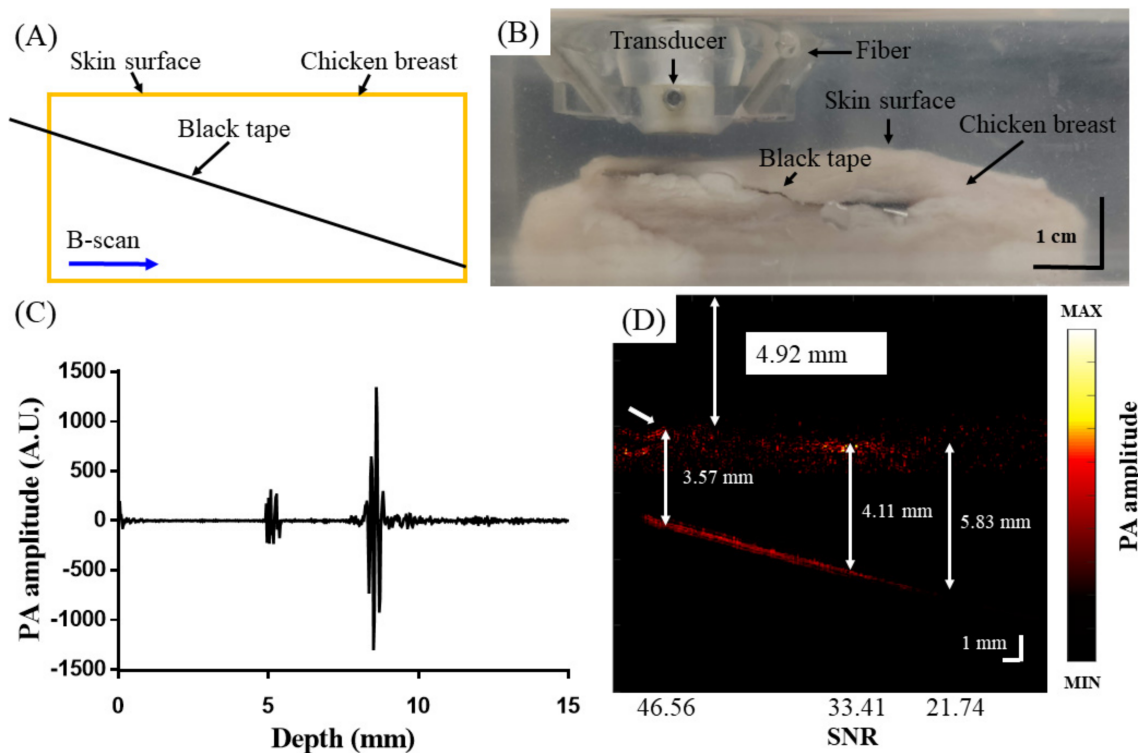 (A)
Skin surface
Chicken breast
Black tape
B-scan
(B)
Transducer
Fiber
Skin surface
Chicken breast
Black tape
1 cm
(C)
1500
1000
500
0
-500
-1000
-1500
PA amplitude (A.U.)
0
5
10
15
Depth (mm)
(D)
4.92 mm
3.57 mm
4.11 mm
5.83 mm
1 mm
46.56
33.41
21.74
SNR
MAX
PA amplitude
MIN